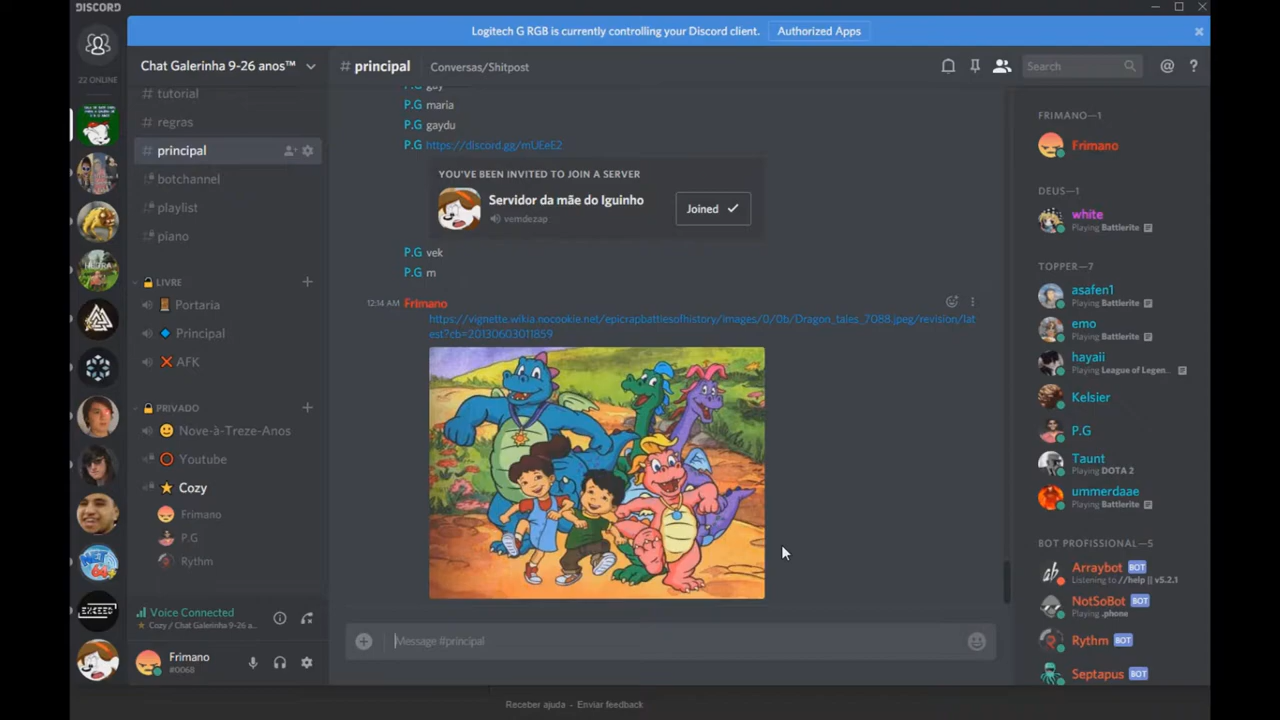 DISCORD
Logitech G RGB is currently controlling your Discord client. Authorized Apps
22 ONLINE
Chat Galerinha 9-26 anos™
# tutorial
# regras
# principal
# botchannel
# playlist
# piano
LIVRE
Portaria
Principal
AFK
PRIVADO
Nove-à-Treze-Anos
Youtube
Cozy
Frimano
P.G
Rythm
Voice Connected
Cozy / Chat Galerinha 9-26 a...
Frimano
#0068
# principal Conversas/Shitpost
Search
P.G gay
P.G maria
P.G gaydu
P.G https://discord.gg/mUEeE2
YOU'VE BEEN INVITED TO JOIN A SERVER
Servidor da mãe do Iguinho
vemdezap
Joined
P.G vek
P.G m
12:14 AM Frimano
https://vignette.wikia.nocookie.net/epicrapbattlesofhistory/images/0/0b/Dragon_tales_7088.jpeg/revision/lat
est?cb=20130603011859
Message #principal
FRIMANO—1
Frimano
DEUS—1
white
Playing Battlerite
TOPPER—7
asafen1
Playing Battlerite
emo
Playing Battlerite
hayaii
Playing League of Legen...
Kelsier
P.G
Taunt
Playing DOTA 2
ummerdaae
Playing Battlerite
BOT PROFISSIONAL—5
Arraybot BOT
Listening to //help || v5.2.1
NotSoBot BOT
Playing .phone
Rythm BOT
Septapus BOT
EXCEED
Receber ajuda - Enviar feedback